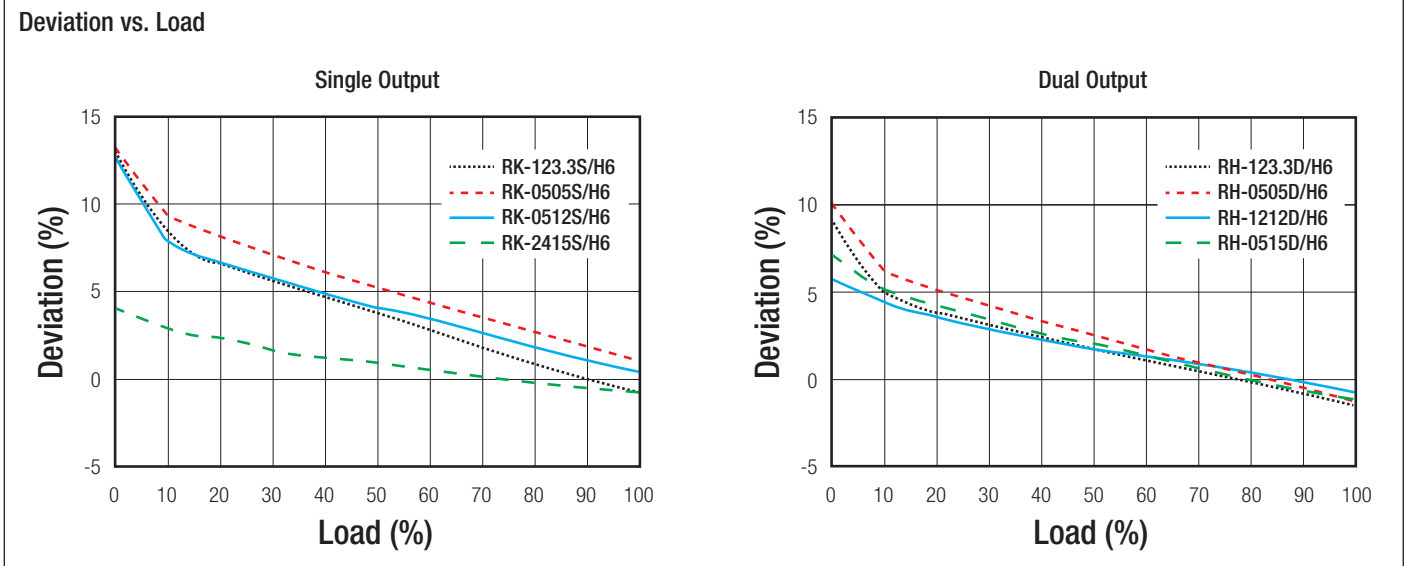 Deviation vs. Load
Single Output
15
10
5
0
-5
Deviation (%)
RK-123.3S/H6
RK-0505S/H6
RK-0512S/H6
RK-2415S/H6
0 10 20 30 40 50 60 70 80 90 100
Load (%)
Dual Output
15
10
5
0
-5
Deviation (%)
RH-123.3D/H6
RH-0505D/H6
RH-1212D/H6
RH-0515D/H6
0 10 20 30 40 50 60 70 80 90 100
Load (%)